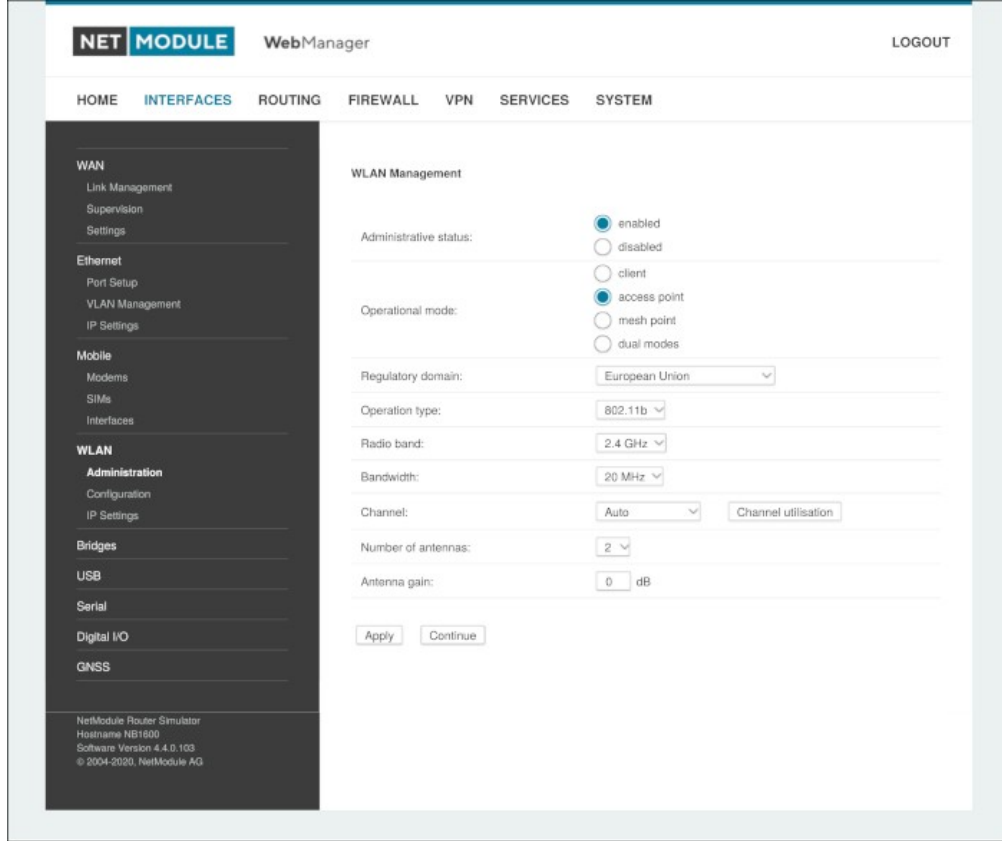 NET MODULE WebManager LOGOUT
HOME INTERFACES ROUTING FIREWALL VPN SERVICES SYSTEM
WAN
Link Management
Supervision
Settings
Ethernet
Port Setup
VLAN Management
IP Settings
Mobile
Modems
SIMs
Interfaces
WLAN
Administration
Configuration
IP Settings
Bridges
USB
Serial
Digital I/O
GNSS
NetModule Router Simulator
Hostname NB1600
Software Version 4.4.0.103
© 2004-2020, NetModule AG
WLAN Management
Administrative status:
enabled
disabled
Operational mode:
client
access point
mesh point
dual modes
Regulatory domain: European Union
Operation type: 802.11b
Radio band: 2.4 GHz
Bandwidth: 20 MHz
Channel: Auto Channel utilisation
Number of antennas: 2
Antenna gain: 0 dB
Apply Continue